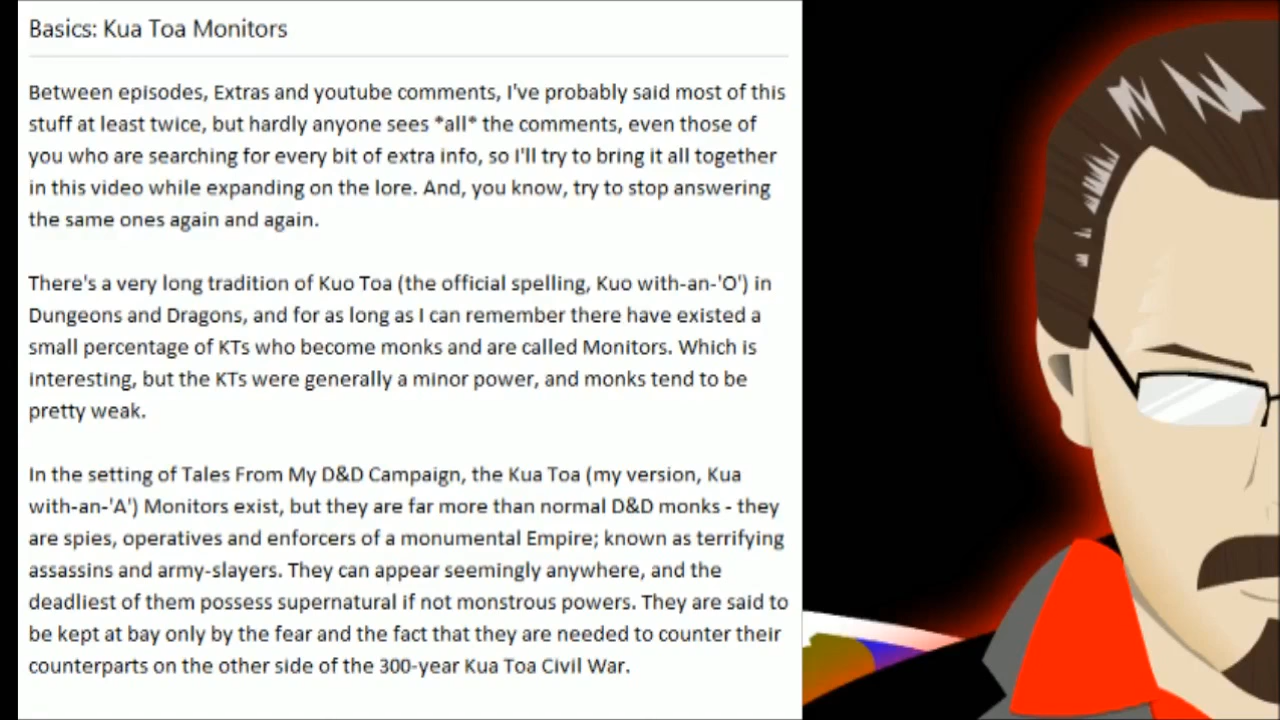 Basics: Kua Toa Monitors
Between episodes, Extras and youtube comments, I've probably said most of this
stuff at least twice, but hardly anyone sees *all* the comments, even those of
you who are searching for every bit of extra info, so I'll try to bring it all together
in this video while expanding on the lore. And, you know, try to stop answering
the same ones again and again.
There's a very long tradition of Kuo Toa (the official spelling, Kuo with-an-'O') in
Dungeons and Dragons, and for as long as I can remember there have existed a
small percentage of KTs who become monks and are called Monitors. Which is
interesting, but the KTs were generally a minor power, and monks tend to be
pretty weak.
In the setting of Tales From My D&D Campaign, the Kua Toa (my version, Kua
with-an-'A') Monitors exist, but they are far more than normal D&D monks - they
are spies, operatives and enforcers of a monumental Empire; known as terrifying
assassins and army-slayers. They can appear seemingly anywhere, and the
deadliest of them possess supernatural if not monstrous powers. They are said to
be kept at bay only by the fear and the fact that they are needed to counter their
counterparts on the other side of the 300-year Kua Toa Civil War.